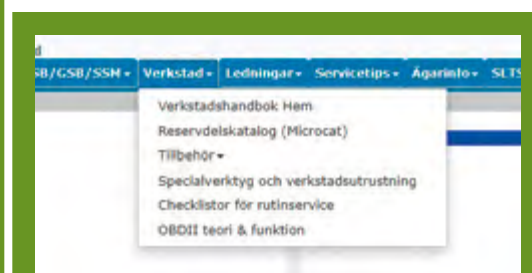 SB/GSB/SSM Verkstad Ledningar Servicetips Ägarinfo SLTS
Verkstadshandbok Hem
Reservdelskatalog (Microcat)
Tillbehör
Specialverktyg och verkstadsutrustning
Checklistor för rutinservice
OBDII teori & funktion